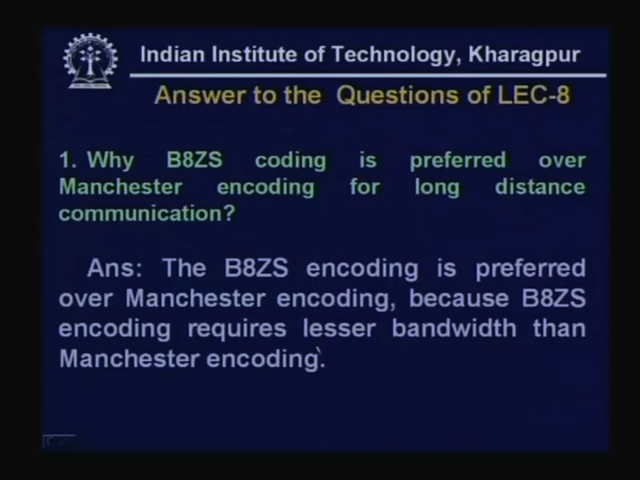 Indian Institute of Technology, Kharagpur
Answer to the Questions of LEC-8
1. Why B8ZS coding is preferred over
Manchester encoding for long distance
communication?
Ans: The B8ZS encoding is preferred
over Manchester encoding, because B8ZS
encoding requires lesser bandwidth than
Manchester encoding.